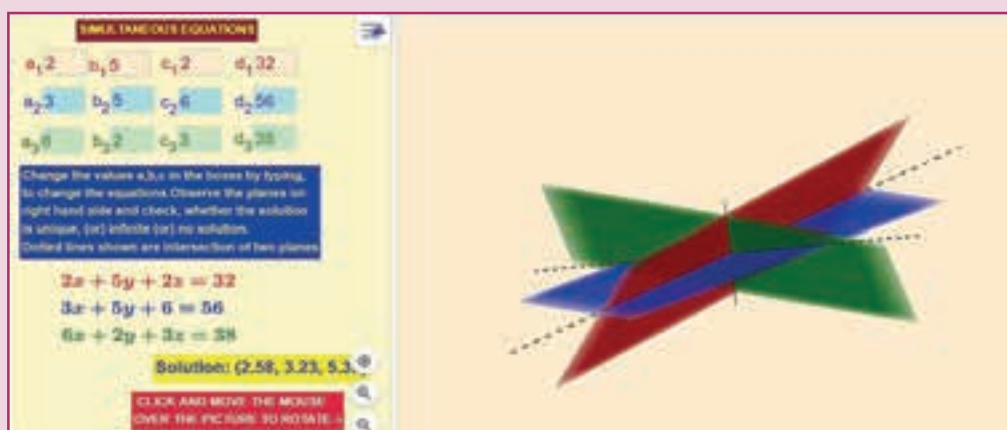 SIMULTANEOUS EQUATIONS
a₁ 2 b₁ 5 c₁ 2 d₁ 32
a₂ 3 b₂ 5 c₂ 6 d₂ 56
a₃ 6 b₃ 2 c₃ 3 d₃ 38
Change the values a,b,c in the boxes by typing,
to change the equations.Observe the planes on
right hand side and check, whether the solution
is unique, (or) infinite (or) no solution.
Dotted lines shown are intersection of two planes
2x + 5y + 2z = 32
3x + 5y + 6 = 56
6x + 2y + 3z = 38
Solution: (2.58, 3.23, 5.3
CLICK AND MOVE THE MOUSE
OVER THE PICTURE TO ROTATE